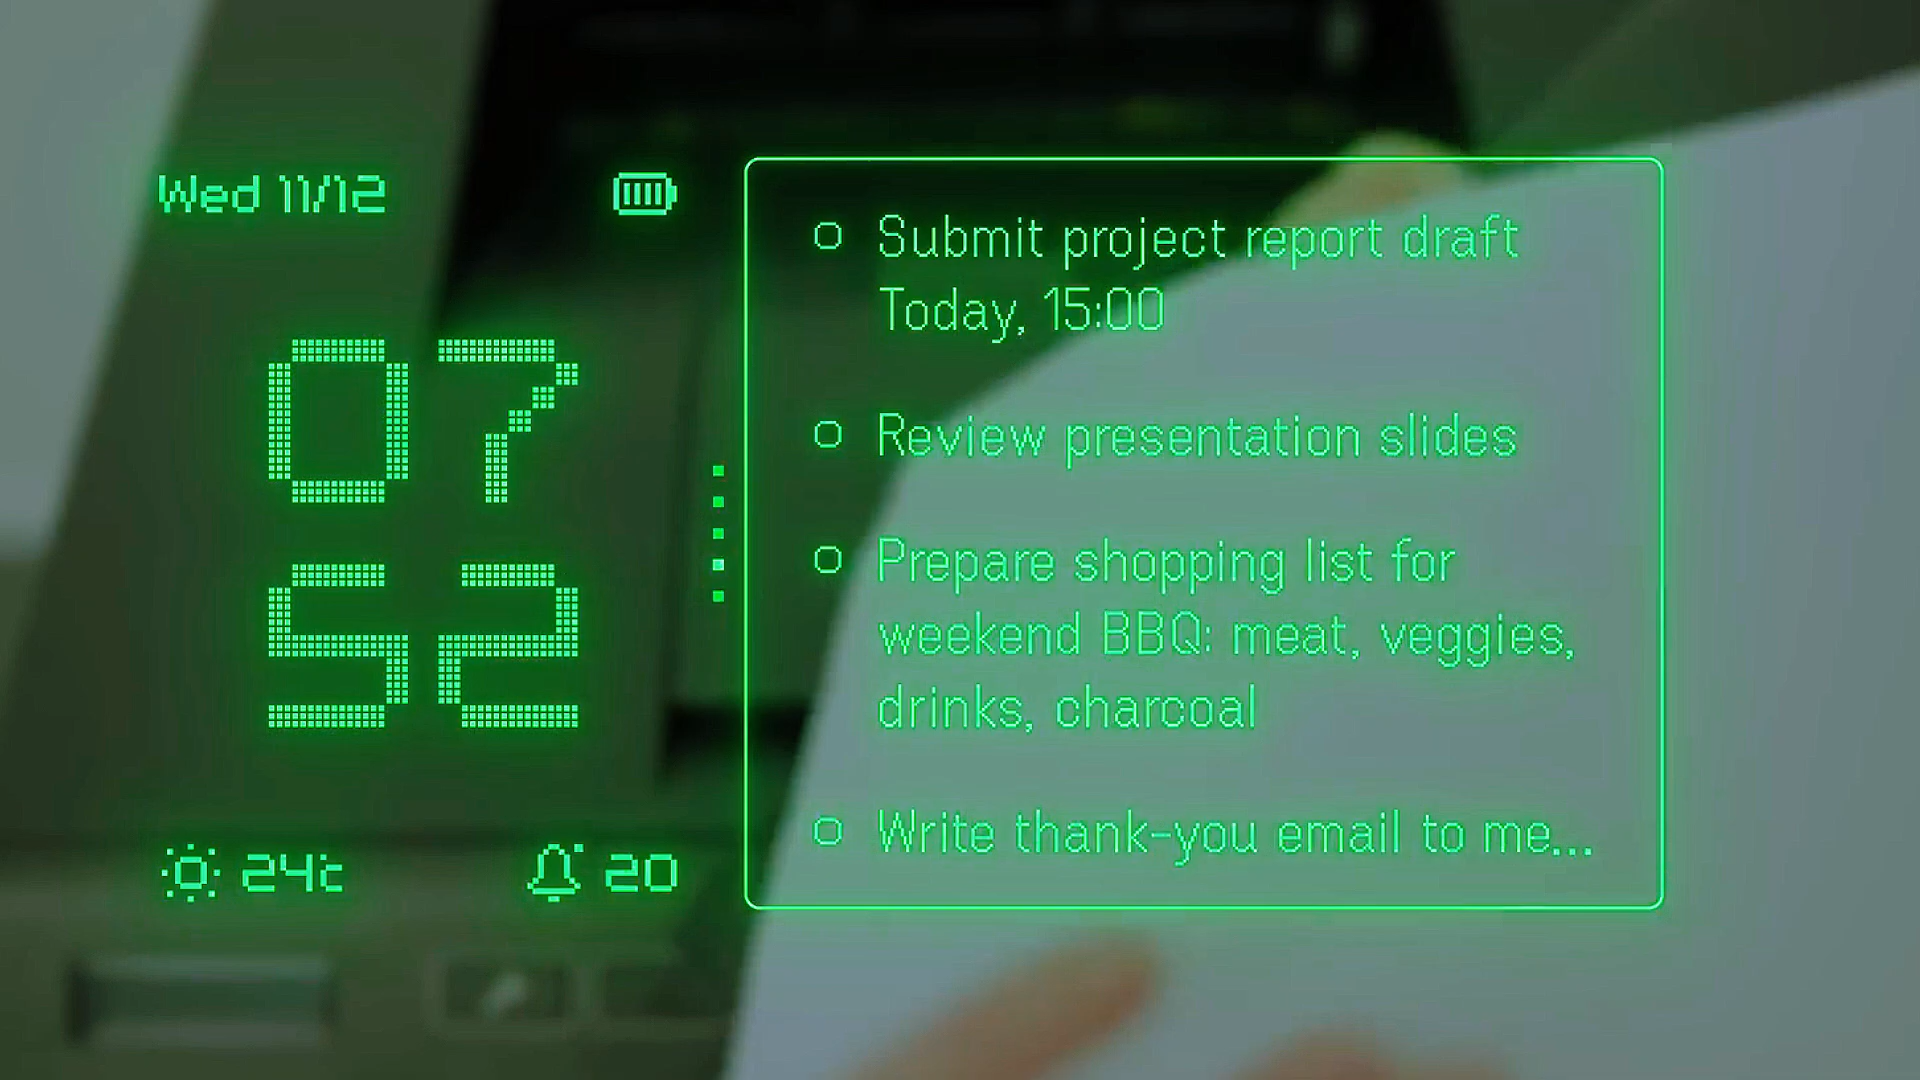 Wed 11/12
07
52
24c
20
Submit project report draft
Today, 15:00
Review presentation slides
Prepare shopping list for
weekend BBQ: meat, veggies,
drinks, charcoal
Write thank-you email to me...